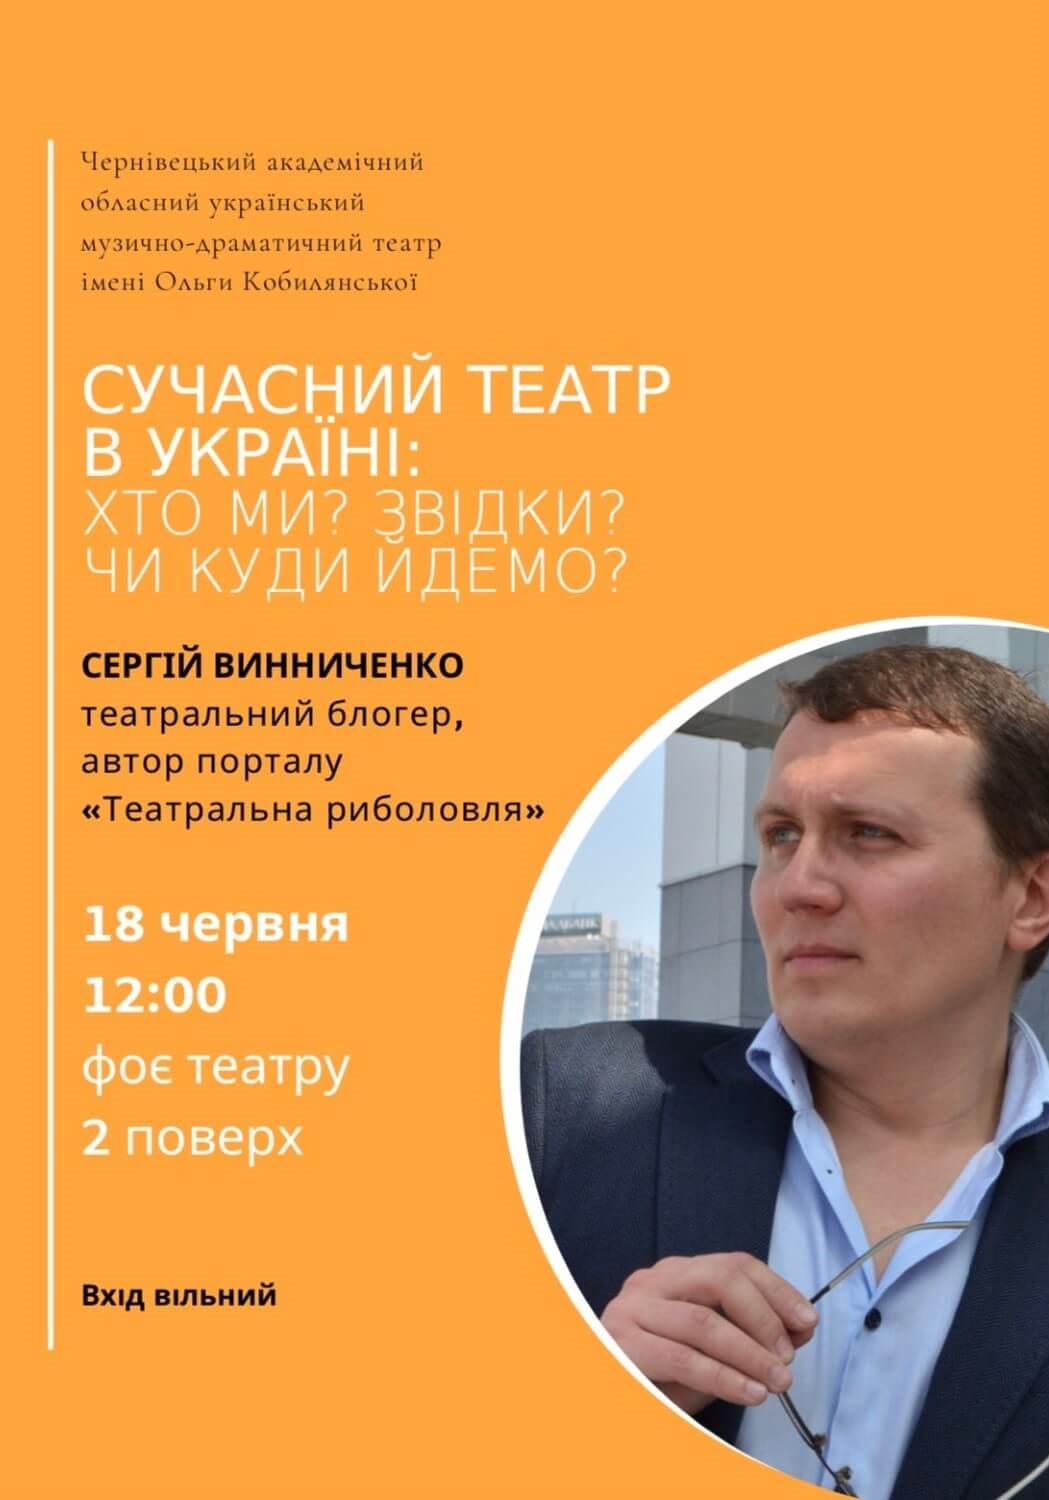 Чернівецький академічний
обласний український
музично-драматичний театр
імені Ольги Кобилянської
СУЧАСНИЙ ТЕАТР
В УКРАЇНІ:
ХТО МИ? ЗВІДКИ?
ЧИ КУДИ ЙДЕМО?
СЕРГІЙ ВИННИЧЕНКО
театральний блогер,
автор порталу
«Театральна риболовля»
18 червня
12:00
фоє театру
2 поверх
Вхід вільний